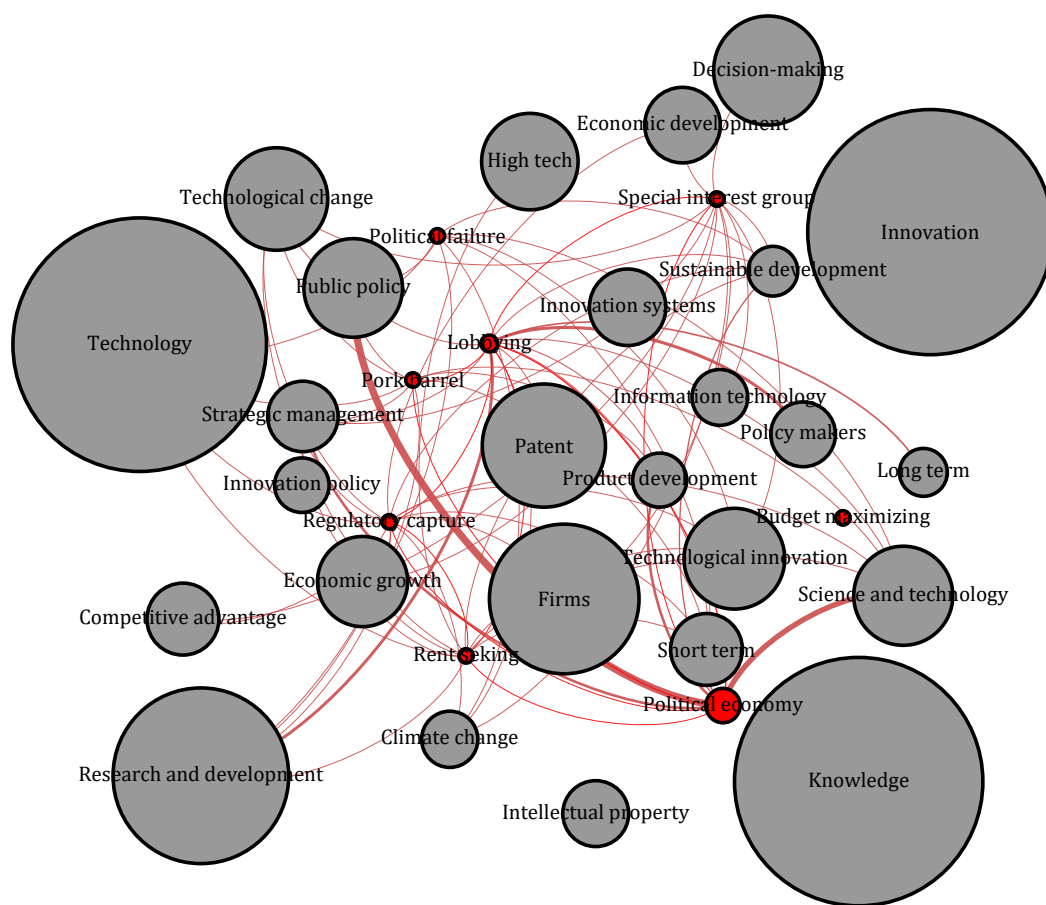 Decision-making
Economic development
High tech
Technological change
Special interest group
Innovation
Political failure
Sustainable development
Public policy
Innovation systems
Technology
Lobbying
Pork barrel
Information technology
Strategic management
Policy makers
Patent
Long term
Product development
Innovation policy
Budget maximizing
Regulatory capture
Technological innovation
Economic growth
Science and technology
Firms
Competitive advantage
Short term
Rent seking
Political economy
Climate change
Research and development
Knowledge
Intellectual property